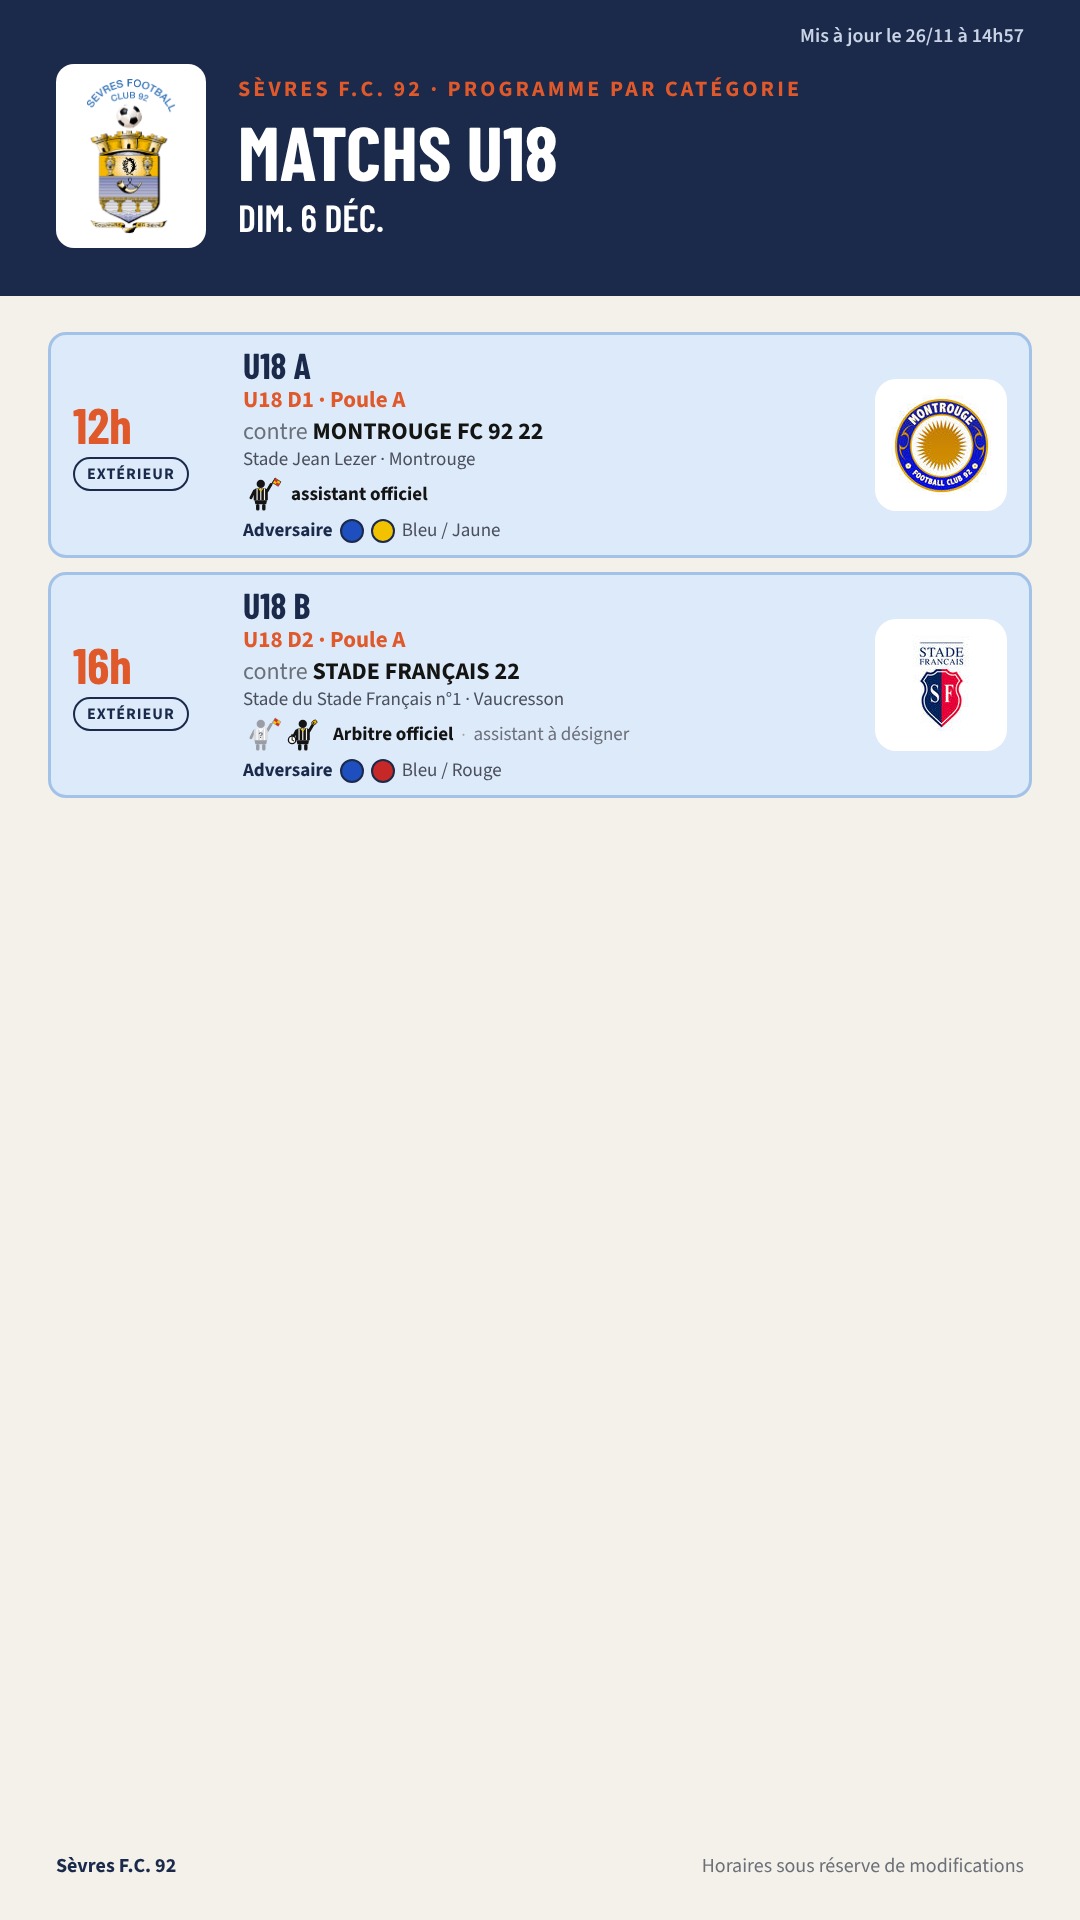 Mis à jour le 26/11 à 14h57
SEVRES FOOTBALL
CLUB 92
SÈVRES F.C. 92 · PROGRAMME PAR CATÉGORIE
MATCHS U18
DIM. 6 DÉC.
12h
EXTÉRIEUR
U18 A
U18 D1 · Poule A
contre MONTROUGE FC 92 22
Stade Jean Lezer · Montrouge
assistant officiel
Adversaire Bleu / Jaune
MONTROUGE
FOOTBALL CLUB 92
16h
EXTÉRIEUR
U18 B
U18 D2 · Poule A
contre STADE FRANÇAIS 22
Stade du Stade Français n°1 · Vaucresson
? Arbitre officiel · assistant à désigner
Adversaire Bleu / Rouge
STADE
FRANÇAIS
SF
Sèvres F.C. 92
Horaires sous réserve de modifications